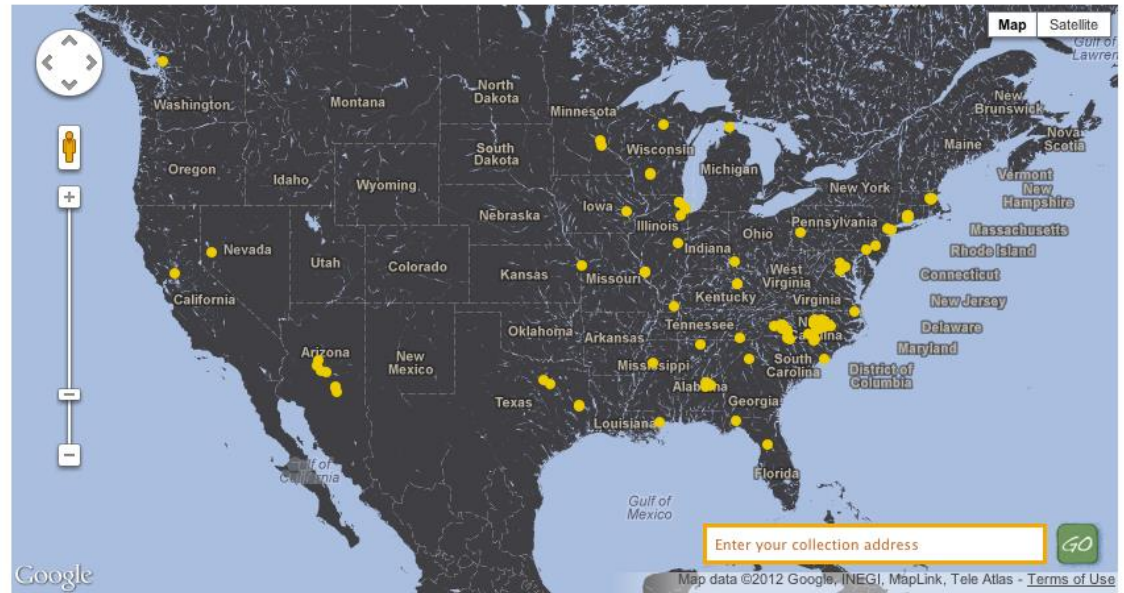 Map
Satellite
Gulf of
Lawren
Washington
Montana
North
Dakota
Minnesota
New
Brunswick
Nova
Scotia
Maine
Oregon
Idaho
Wyoming
South
Dakota
Wisconsin
Michigan
Vermont
New
Hampshire
New York
Nebraska
Iowa
Illinois
Ohio
Pennsylvania
Massachusetts
Rhode Island
Nevada
Utah
Colorado
Kansas
Missouri
Indiana
West
Virginia
Connecticut
California
Kentucky
Virginia
New Jersey
Delaware
Maryland
District of
Columbia
Oklahoma
Arkansas
Tennessee
Arizona
New
Mexico
Mississippi
South
Carolina
Texas
Alabama
Georgia
Louisiana
Florida
Gulf of
California
Gulf of
Mexico
Enter your collection address
GO
Google
Map data ©2012 Google, INEGI, MapLink, Tele Atlas - Terms of Use